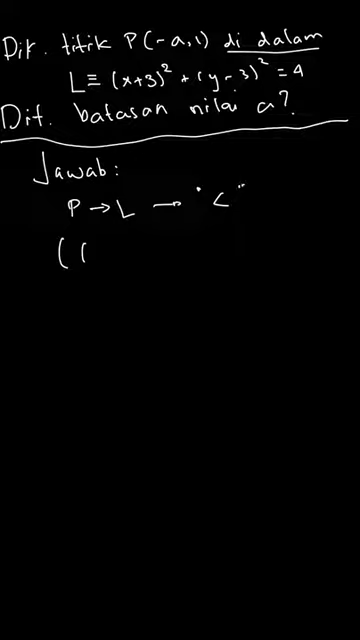 Dik. titik P(-a,1) di dalam
L≡ (x+3)² + (y-3)² = 4
Dit. batasan nilai a?
Jawab:
P → L → "<"
( (